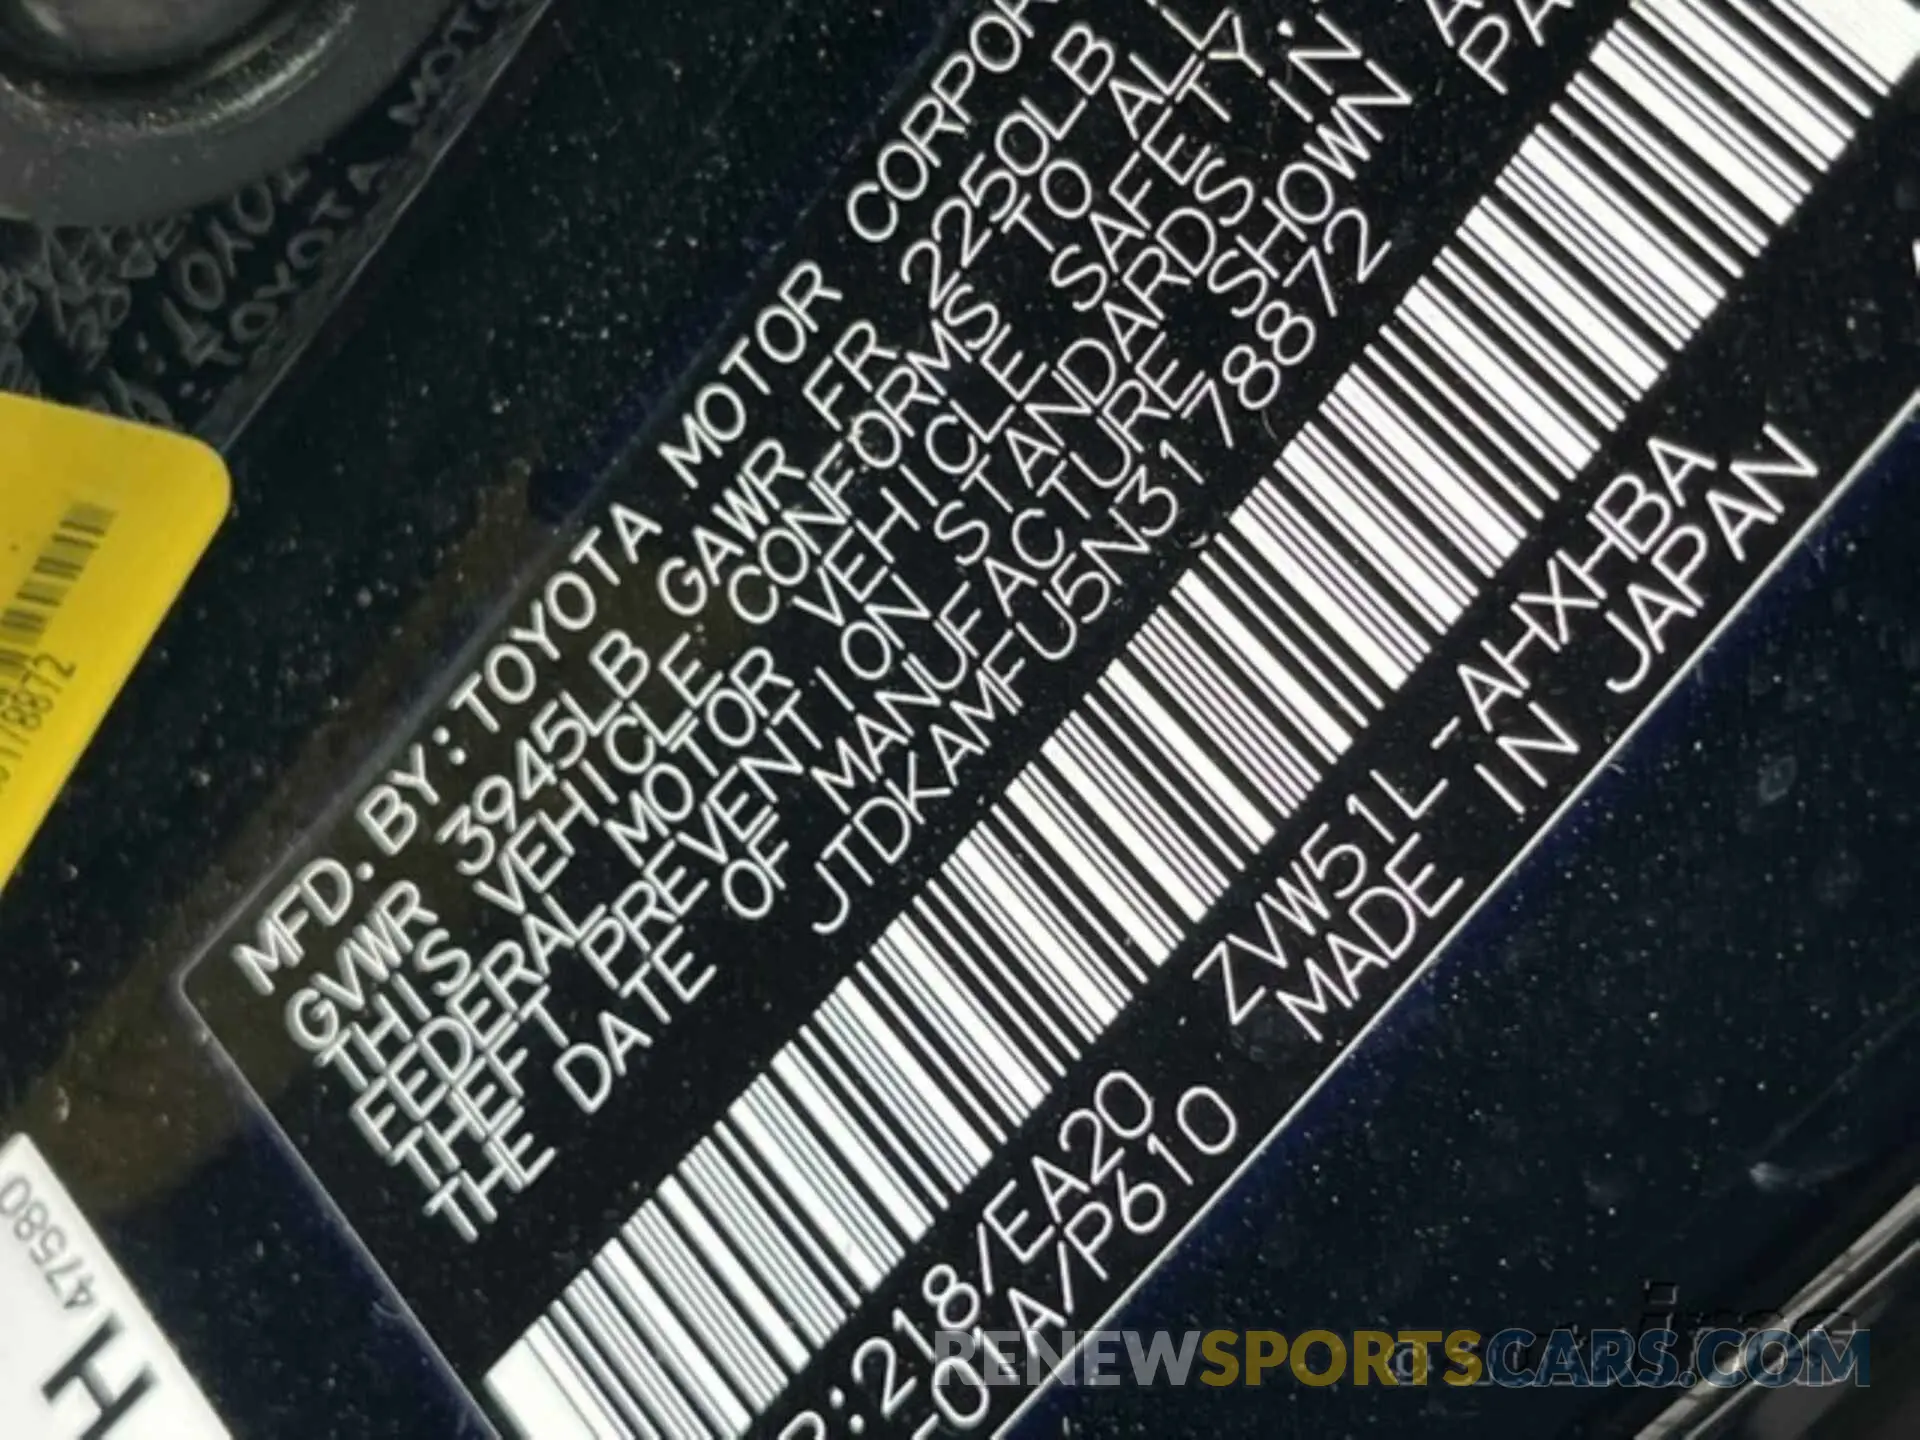 MFD. BY:TOYOTA MOTOR
GVWR 3945LB GAWR FR 2250LB
THIS VEHICLE CONFORMS TO ALL
FEDERAL MOTOR VEHICLE SAFETY,
THEFT PREVENTION STANDARDS IN
THE DATE OF MANUFACTURE SHOWN
JTDKAMFU5N3178872
ZVW51L-AHXHBA
:218/EA20
MADE IN JAPAN
A/P610
TOYOTA
47580
H
RENEWSPORTSCARS.COM